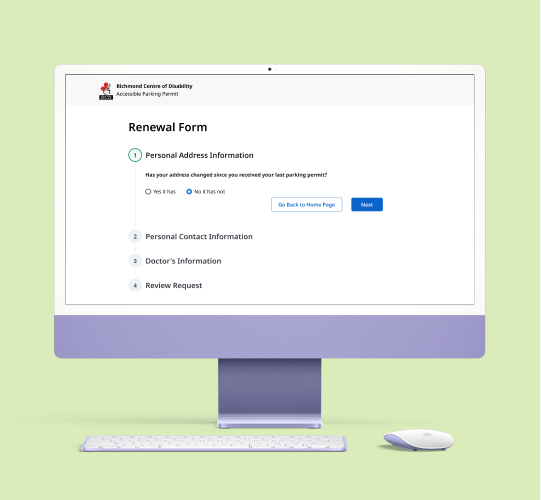 Richmond Centre of Disability
Accessible Parking Permit
Renewal Form
1 Personal Address Information
Has your address changed since you received your last parking permit?
Yes it has No it has not
Go Back to Home Page Next
2 Personal Contact Information
3 Doctor's Information
4 Review Request